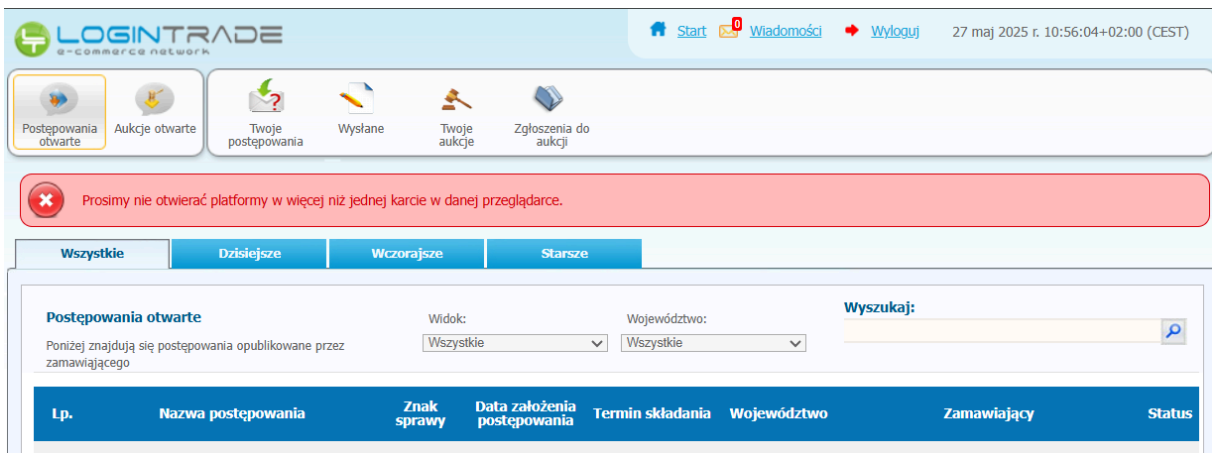 LOGINTRADE
e-commerce network
Start 0 Wiadomości Wyloguj 27 maj 2025 r. 10:56:04+02:00 (CEST)
Postępowania otwarte
Aukcje otwarte
Twoje postępowania
Wysłane
Twoje aukcje
Zgłoszenia do aukcji
Prosimy nie otwierać platformy w więcej niż jednej karcie w danej przeglądarce.
Wszystkie Dzisiejsze Wczorajsze Starsze
Postępowania otwarte
Poniżej znajdują się postępowania opublikowane przez
zamawiającego
Widok:
Wszystkie
Województwo:
Wszystkie
Wyszukaj:
Lp. Nazwa postępowania Znak sprawy Data założenia postępowania Termin składania Województwo Zamawiający Status